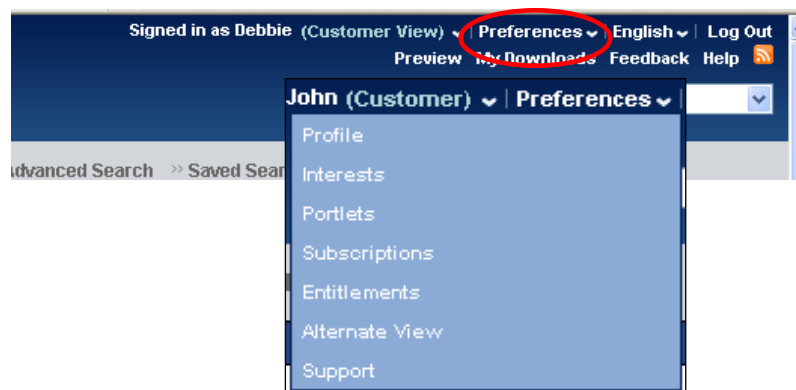 Signed in as Debbie (Customer View) | Preferences | English | Log Out
Preview My Downloads Feedback Help
John (Customer) | Preferences |
Advanced Search » Saved Sear
Profile
Interests
Portlets
Subscriptions
Entitlements
Alternate View
Support